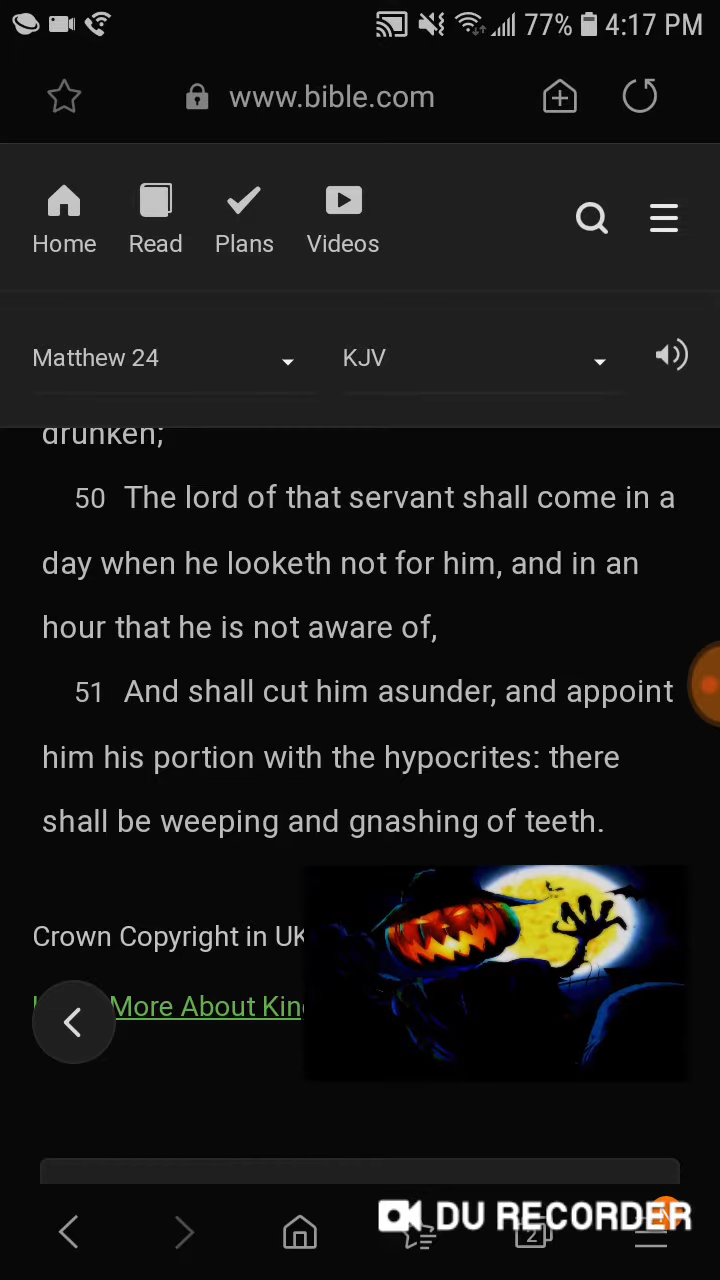 77% 4:17 PM
www.bible.com
Home Read Plans Videos
Matthew 24 KJV
drunken;
50 The lord of that servant shall come in a
day when he looketh not for him, and in an
hour that he is not aware of,
51 And shall cut him asunder, and appoint
him his portion with the hypocrites: there
shall be weeping and gnashing of teeth.
Crown Copyright in UK
More About King
DU RECORDER
2
N